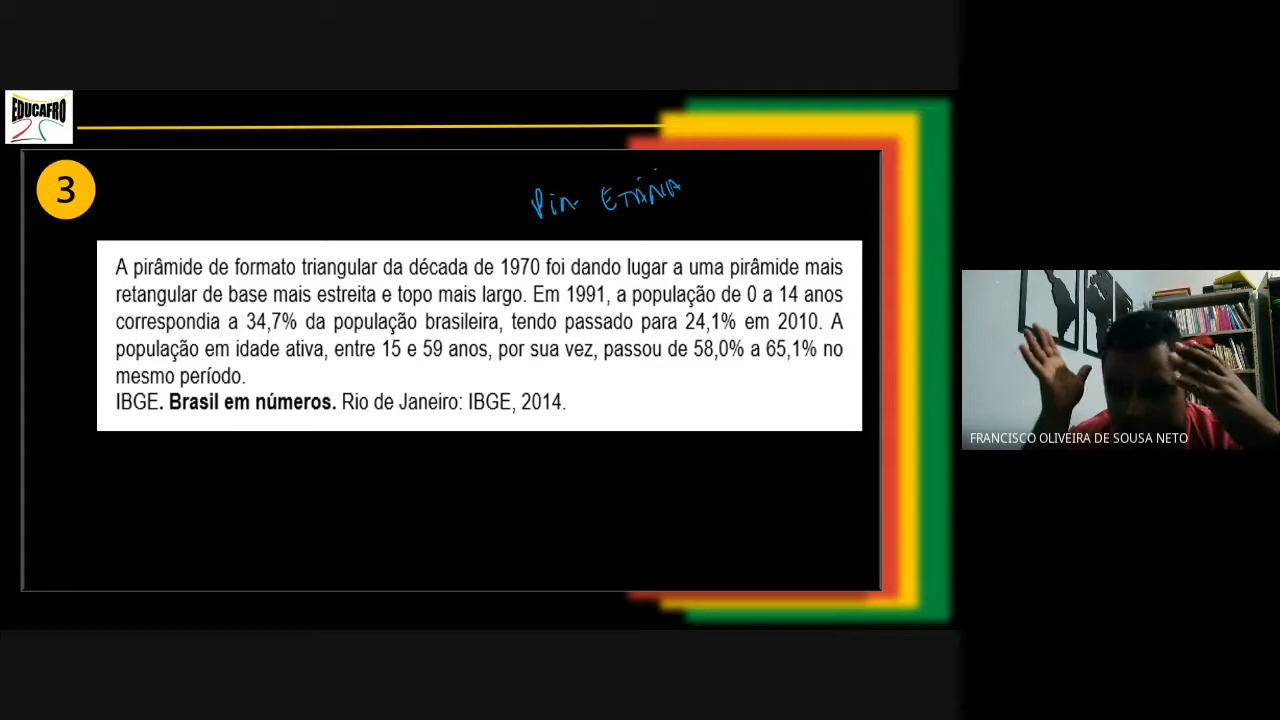 EDUCAFRO
3
Pir ETÁRIA
A pirâmide de formato triangular da década de 1970 foi dando lugar a uma pirâmide mais
retangular de base mais estreita e topo mais largo. Em 1991, a população de 0 a 14 anos
correspondia a 34,7% da população brasileira, tendo passado para 24,1% em 2010. A
população em idade ativa, entre 15 e 59 anos, por sua vez, passou de 58,0% a 65,1% no
mesmo período.
IBGE. Brasil em números. Rio de Janeiro: IBGE, 2014.
FRANCISCO OLIVEIRA DE SOUSA NETO